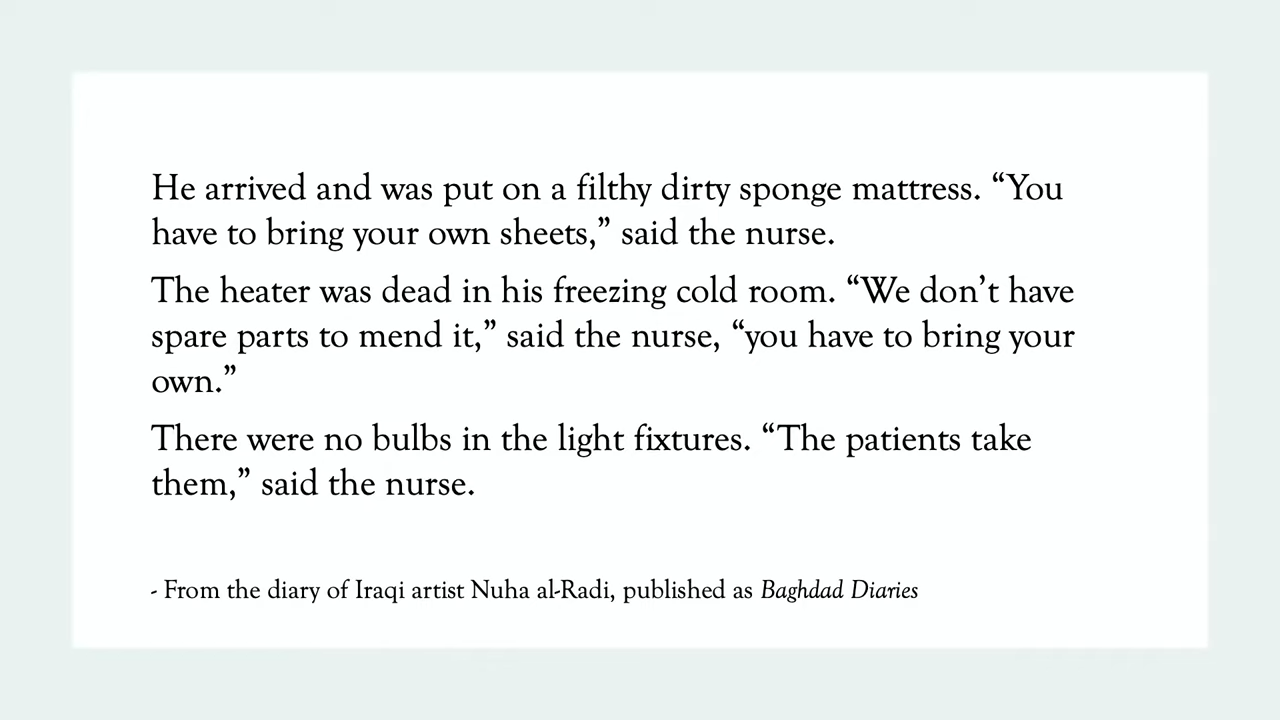 He arrived and was put on a filthy dirty sponge mattress. “You
have to bring your own sheets,” said the nurse.
The heater was dead in his freezing cold room. “We don’t have
spare parts to mend it,” said the nurse, “you have to bring your
own.”
There were no bulbs in the light fixtures. “The patients take
them,” said the nurse.
- From the diary of Iraqi artist Nuha al-Radi, published as Baghdad Diaries